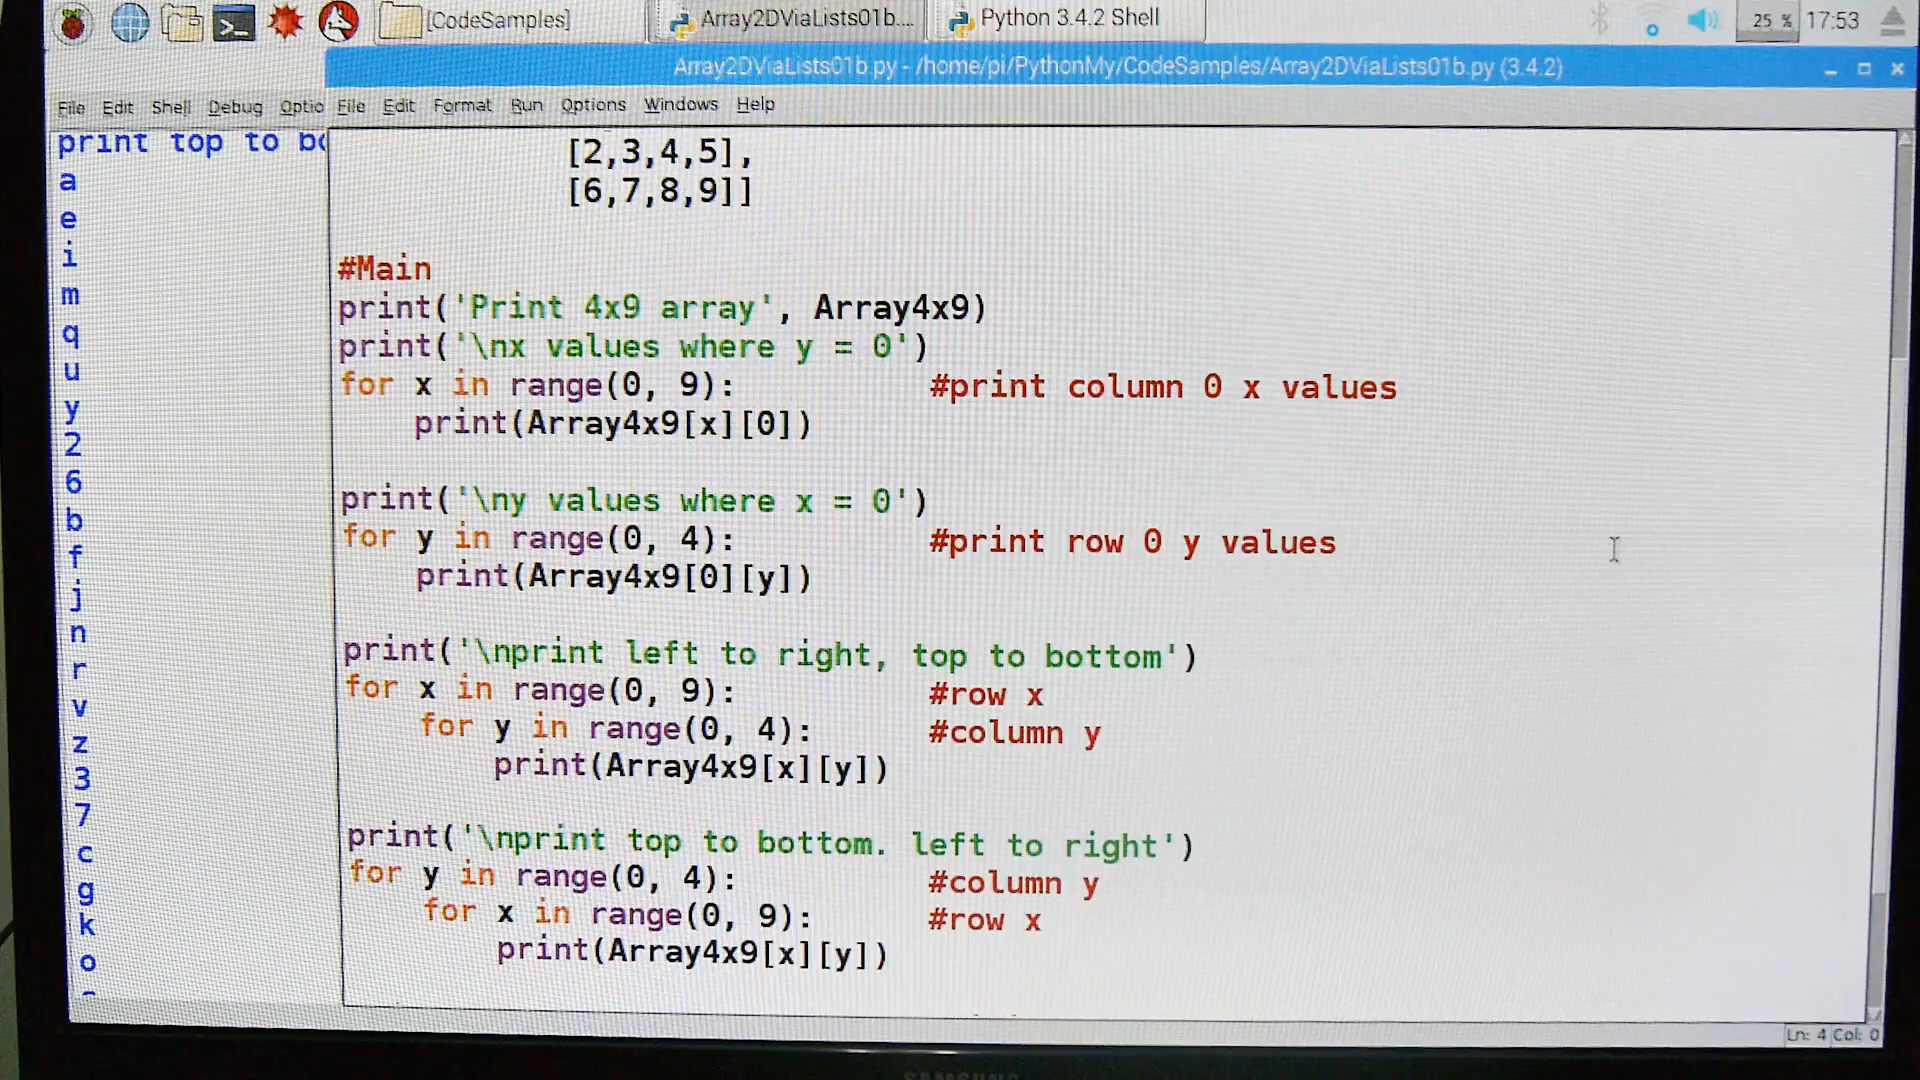 [CodeSamples]
Array2DViaLists01b....
Python 3.4.2 Shell
25 %
17:53
Array2DViaLists01b.py - /home/pi/PythonMy/CodeSamples/Array2DViaLists01b.py (3.4.2)
File Edit Shell Debug Optio
File Edit Format Run Options Windows Help
print top to bo
a
e
i
m
q
u
y
2
6
b
f
j
n
r
v
z
3
7
c
g
k
o
[2,3,4,5],
[6,7,8,9]]
#Main
print('Print 4x9 array', Array4x9)
print('\nx values where y = 0')
for x in range(0, 9): #print column 0 x values
print(Array4x9[x][0])
print('\ny values where x = 0')
for y in range(0, 4): #print row 0 y values
print(Array4x9[0][y])
print('\nprint left to right, top to bottom')
for x in range(0, 9): #row x
for y in range(0, 4): #column y
print(Array4x9[x][y])
print('\nprint top to bottom. left to right')
for y in range(0, 4): #column y
for x in range(0, 9): #row x
print(Array4x9[x][y])
Ln: 4 Col: 0
SAMSUNG